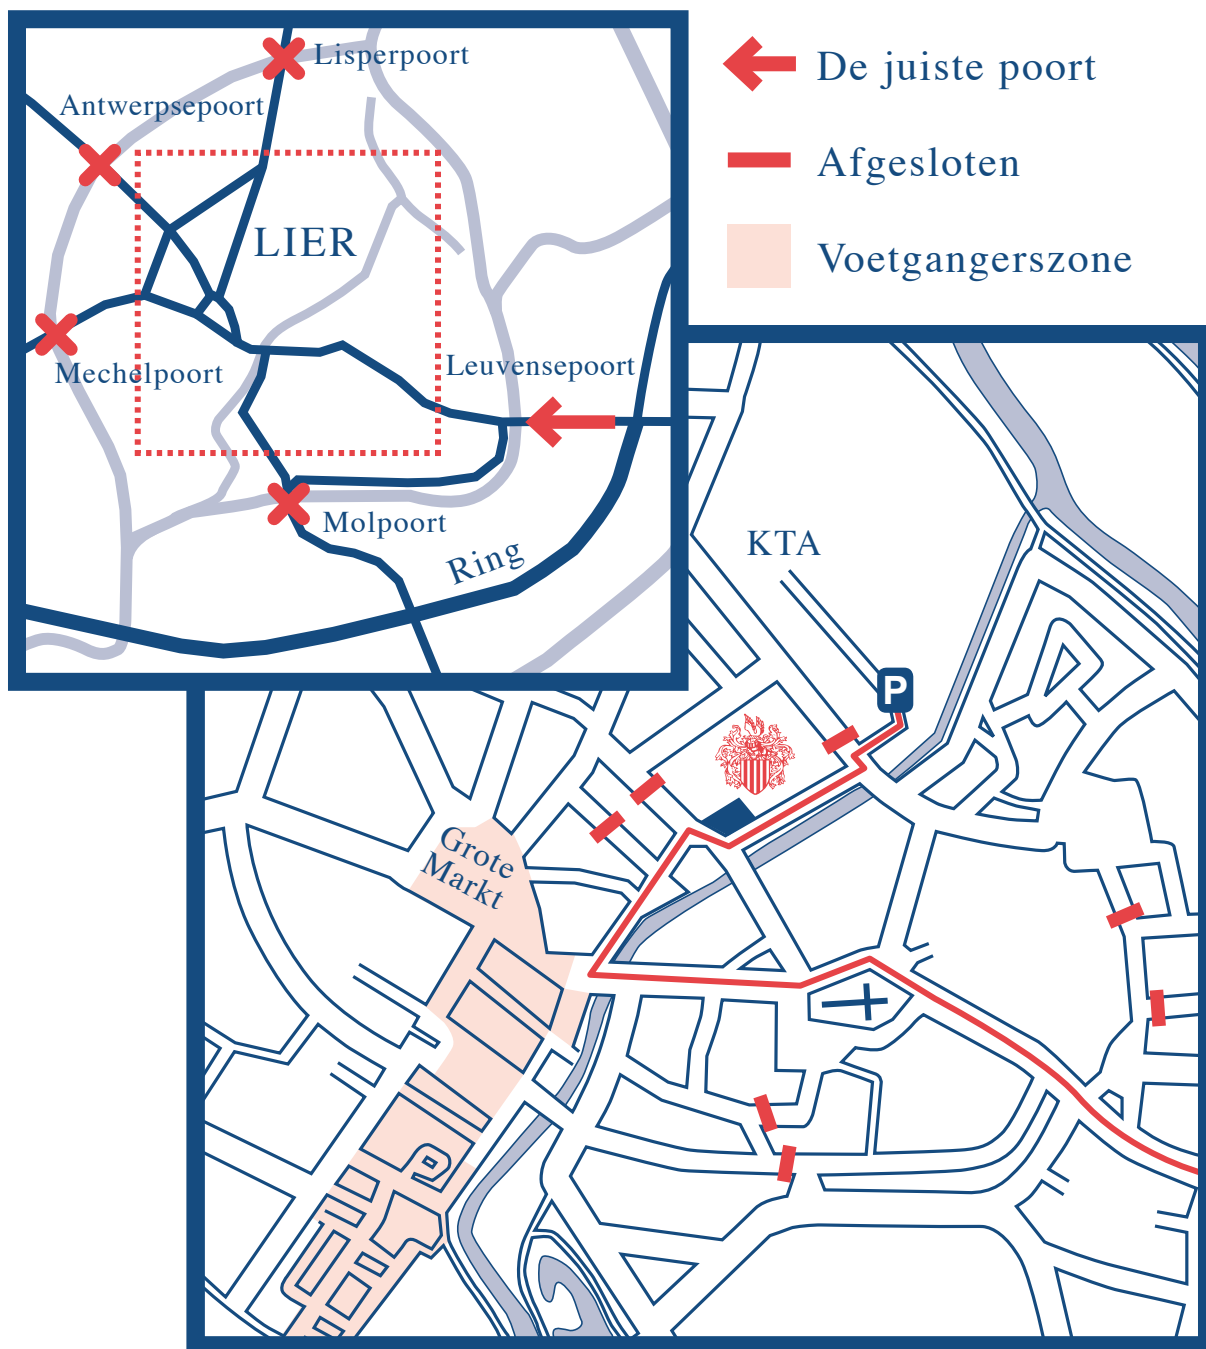 Lisperpoort
Antwerpsepoort
LIER
Mechelpoort
Leuvensepoort
Molpoort
Ring
De juiste poort
Afgesloten
Voetgangerszone
KTA
P
Grote
Markt